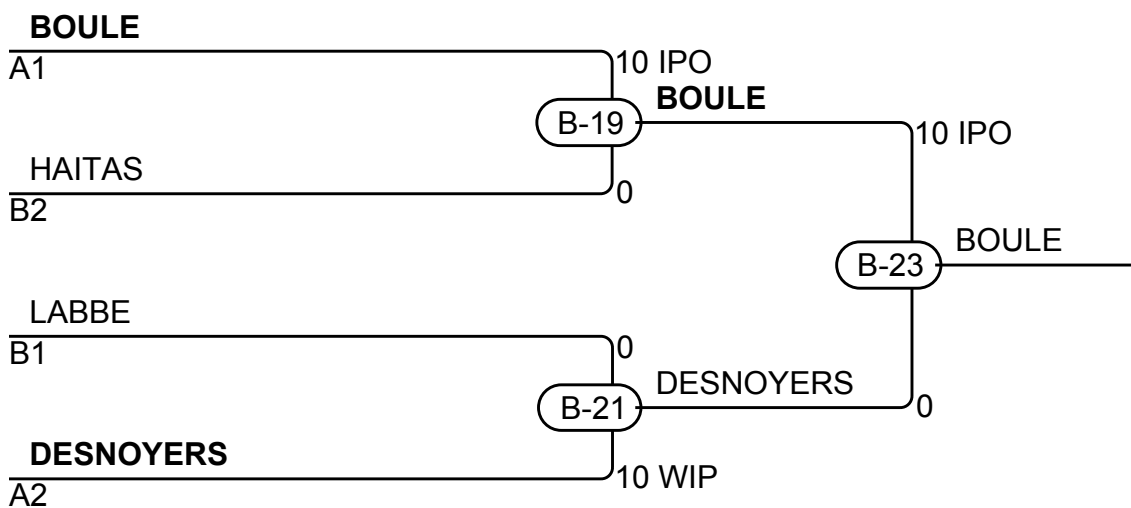 BOULE
A1
10 IPO
BOULE
B-19
10 IPO
HAITAS
B2
0
BOULE
B-23
LABBE
B1
0
DESNOYERS
B-21
0
DESNOYERS
A2
10 WIP